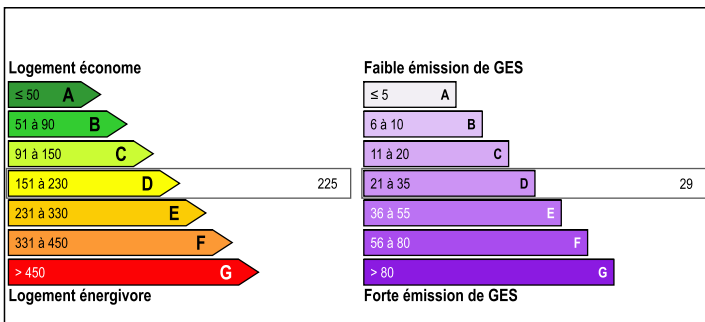 Logement économe
≤ 50 A
51 à 90 B
91 à 150 C
151 à 230 D 225
231 à 330 E
331 à 450 F
> 450 G
Logement énergivore
Faible émission de GES
≤ 5 A
6 à 10 B
11 à 20 C
21 à 35 D 29
36 à 55 E
56 à 80 F
> 80 G
Forte émission de GES